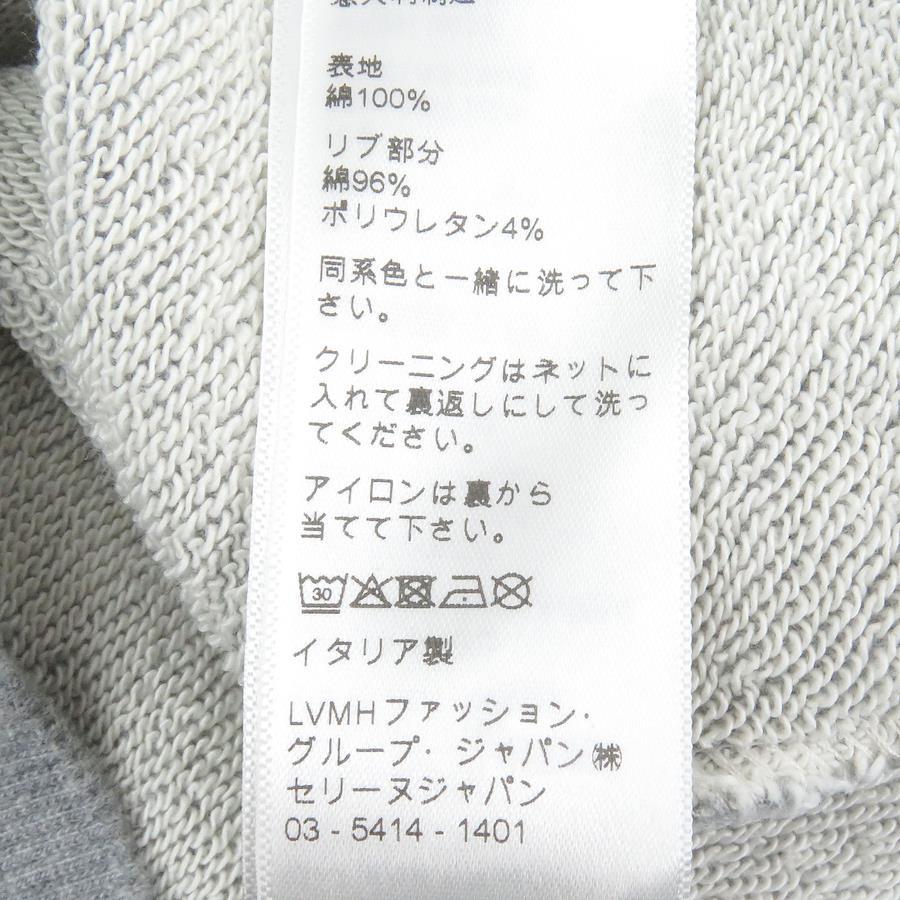 意大利制造
表地
綿100%
リブ部分
綿96%
ポリウレタン4%
同系色と一緒に洗って下
さい。
クリーニングはネットに
入れて裏返しにして洗っ
てください。
アイロンは裏から
当てて下さい。
30
イタリア製
LVMHファッション・
グループ・ジャパン㈱
セリーヌジャパン
03 - 5414 - 1401